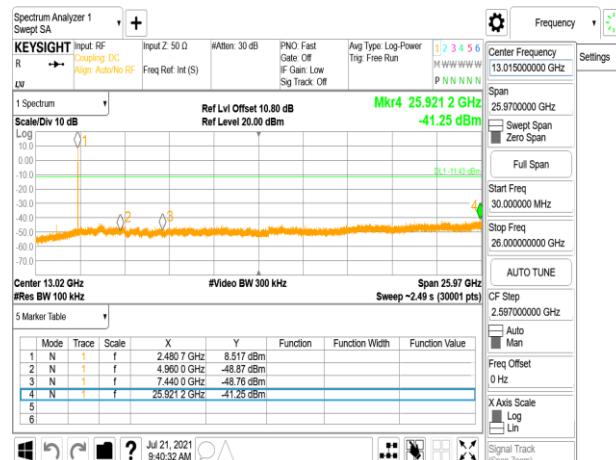 Spectrum Analyzer 1
Swept SA
+
Frequency
Settings
KEYSIGHT
R
Input: RF
Coupling: DC
Align: Auto/No RF
Input Z: 50 Ω
Freq Ref: Int (S)
#Atten: 30 dB
PNO: Fast
Gate: Off
IF Gain: Low
Sig Track: Off
Avg Type: Log-Power
Trig: Free Run
1 2 3 4 5 6
M W W W W W
P N N N N N
1 Spectrum
Scale/Div 10 dB
Ref Lvl Offset 10.80 dB
Ref Level 20.00 dBm
Mkr4 25.921 2 GHz
-41.25 dBm
Log
10.0
0.00
-10.0
-20.0
-30.0
-40.0
-50.0
-60.0
-70.0
1
2
3
4
DL1 -11.43 dBm
Center 13.02 GHz
#Res BW 100 kHz
#Video BW 300 kHz
Span 25.97 GHz
Sweep ~2.49 s (30001 pts)
5 Marker Table
Mode Trace Scale X Y Function Function Width Function Value
1 N 1 f 2.480 7 GHz 8.517 dBm
2 N 1 f 4.960 0 GHz -48.87 dBm
3 N 1 f 7.440 0 GHz -48.76 dBm
4 N 1 f 25.921 2 GHz -41.25 dBm
5
6
?
Jul 21, 2021
9:40:32 AM
Center Frequency
13.015000000 GHz
Span
25.9700000 GHz
Swept Span
Zero Span
Full Span
Start Freq
30.000000 MHz
Stop Freq
26.000000000 GHz
AUTO TUNE
CF Step
2.597000000 GHz
Auto
Man
Freq Offset
0 Hz
X Axis Scale
Log
Lin
Signal Track
(Span Zoom)